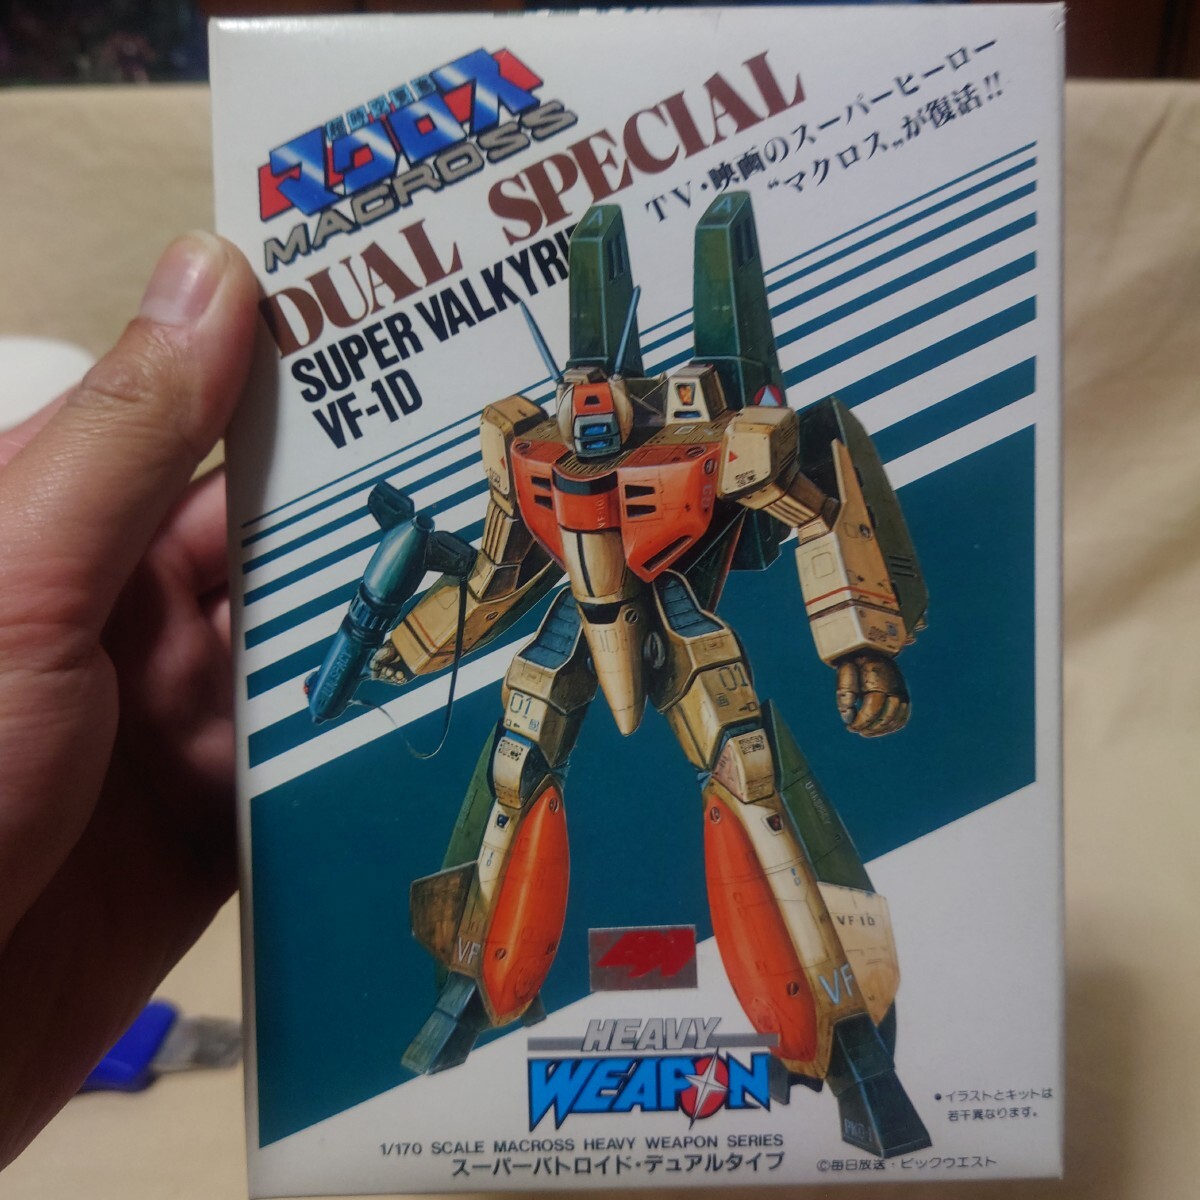 超時空要塞
マクロス
MACROSS
DUAL SPECIAL
SUPER VALKYRIE
VF-1D
TV・映画のスーパーヒーロー
“マクロス„が復活!!
01
01
VF
VF
VF 1D
HEAVY
WEAPON
1/170 SCALE MACROSS HEAVY WEAPON SERIES
スーパーバトロイド・デュアルタイプ
●イラストとキットは
若干異なります。
©毎日放送・ビックウエスト